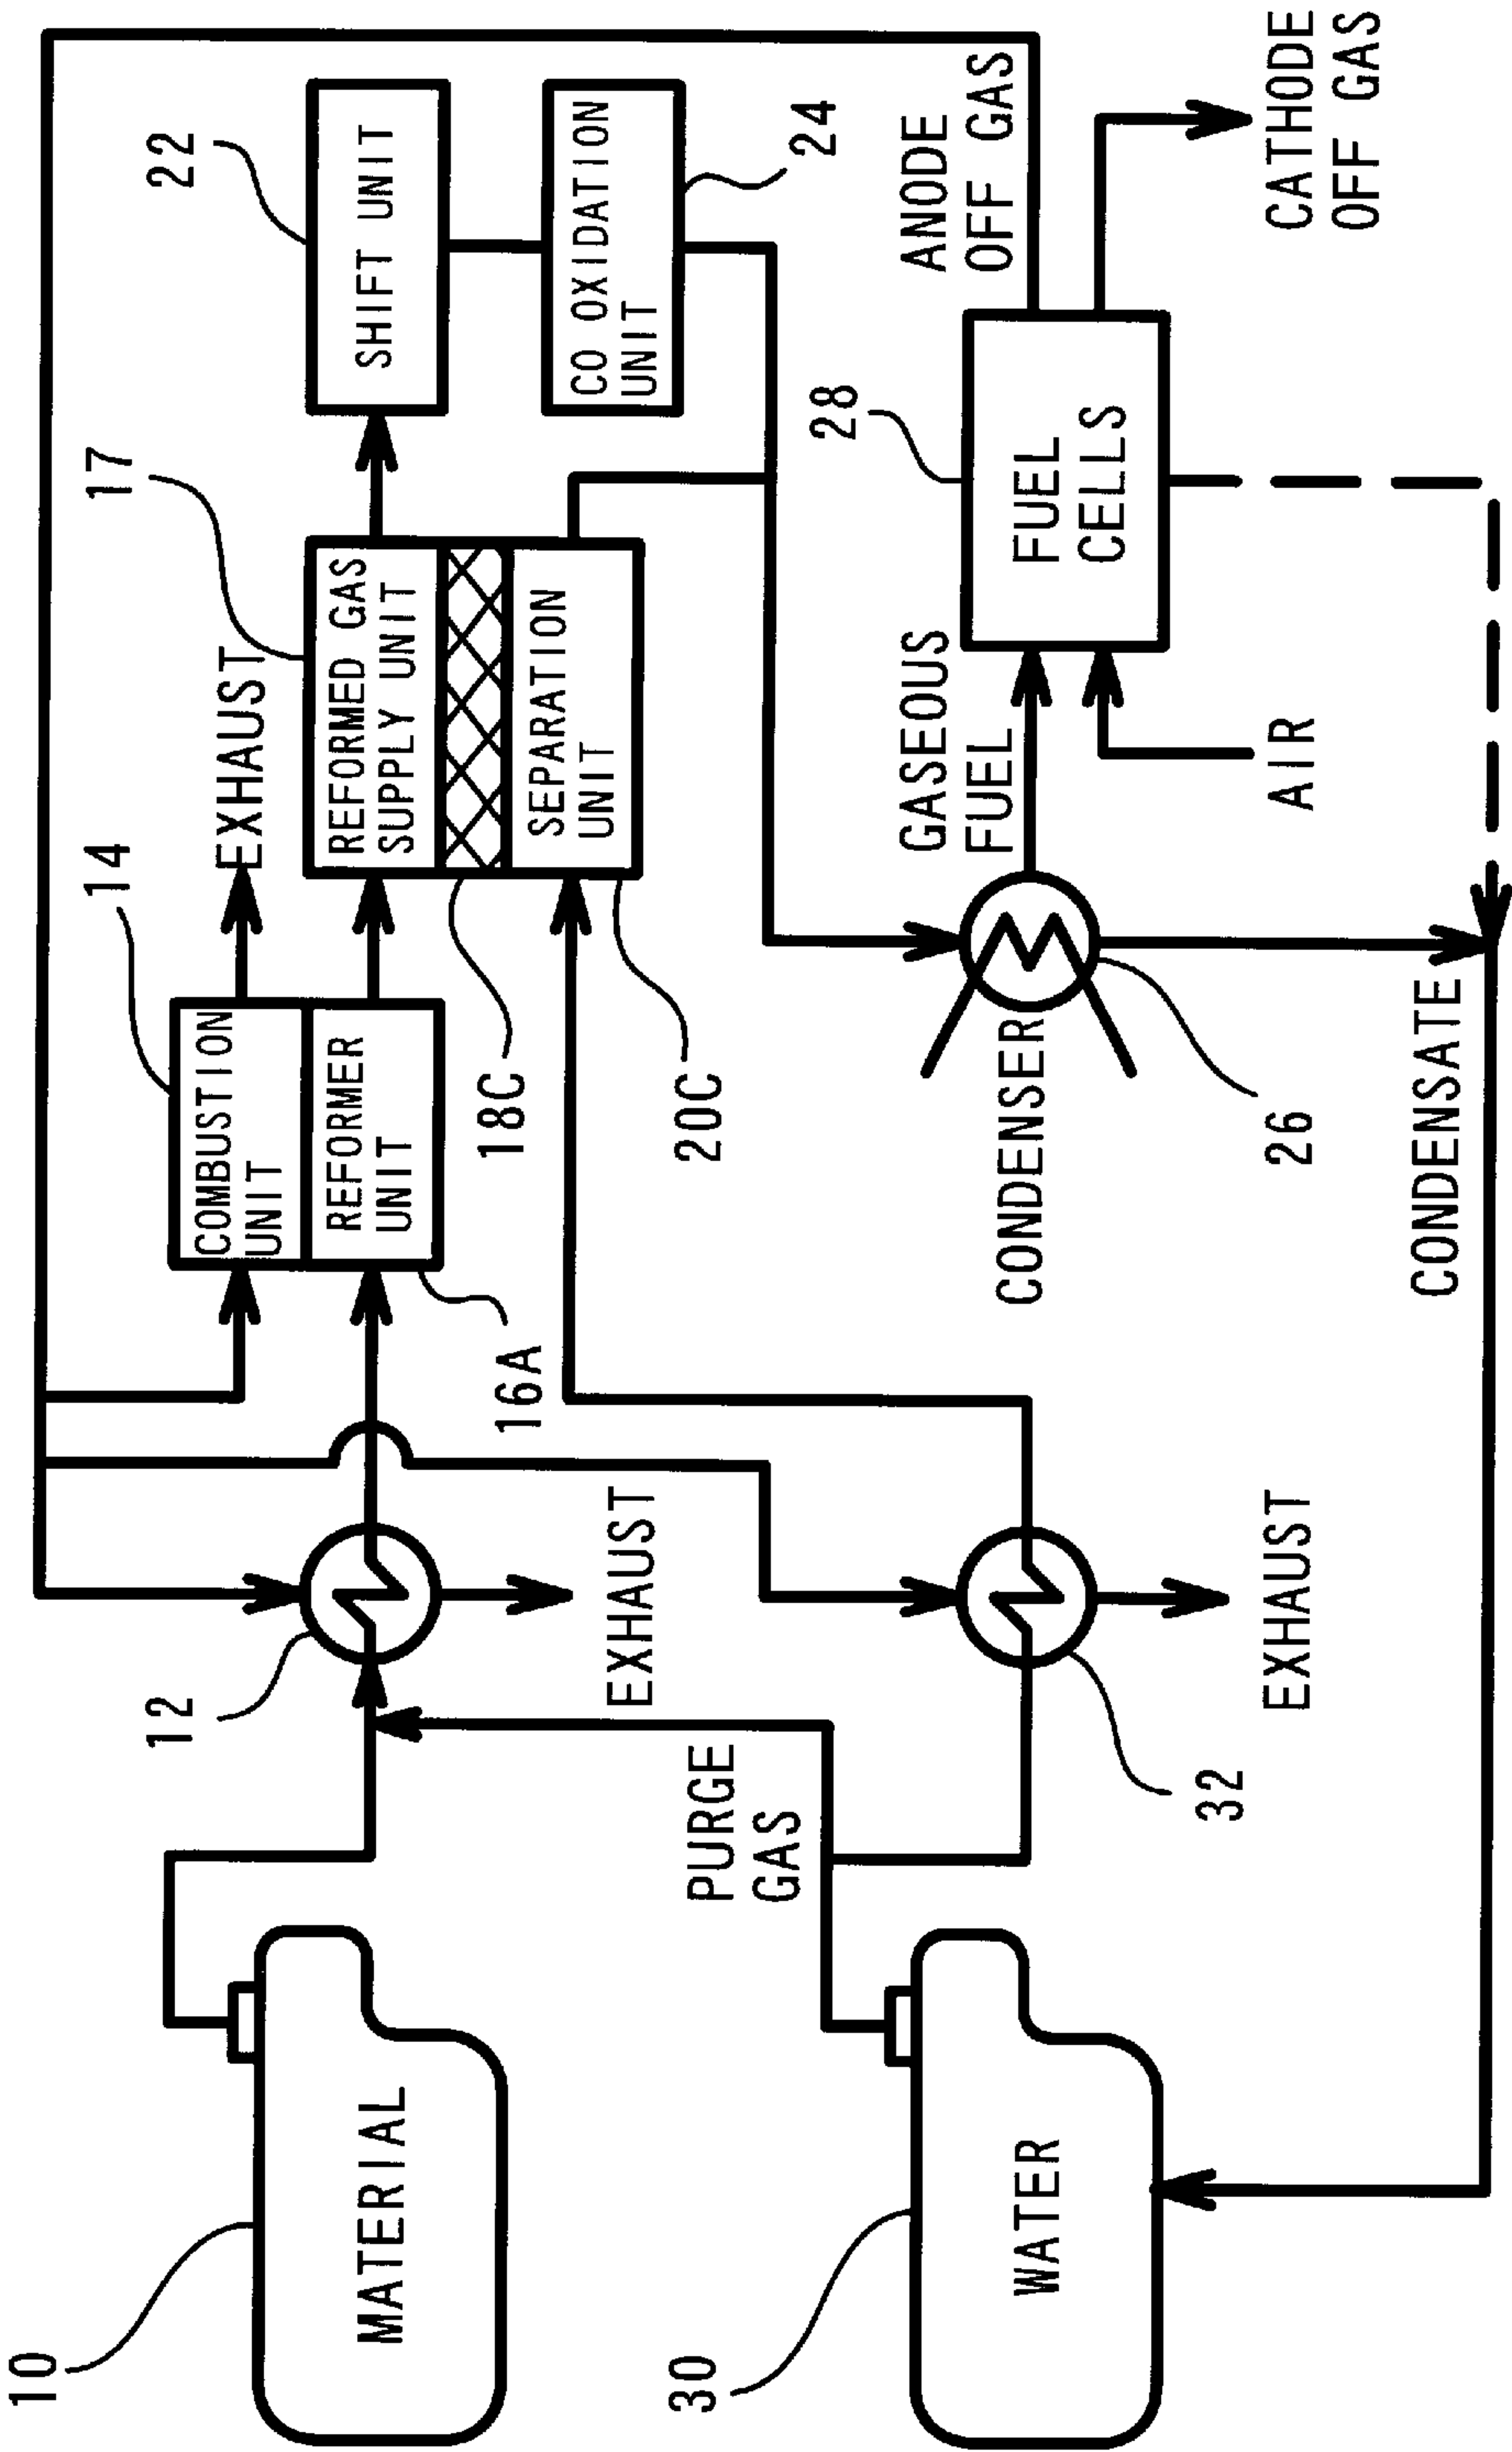 10
MATERIAL
12
EXHAUST
14
COMBUSTION
UNIT
REFORMER
UNIT
16A
EXHAUST
17
REFORMED GAS
SUPPLY UNIT
18C
SEPARATION
UNIT
20C
22
SHIFT UNIT
CO OXIDATION
UNIT
24
30
WATER
PURGE
GAS
32
EXHAUST
CONDENSER
26
GASEOUS
FUEL
AIR
28
FUEL
CELLS
ANODE
OFF GAS
CATHODE
OFF GAS
CONDENSATE